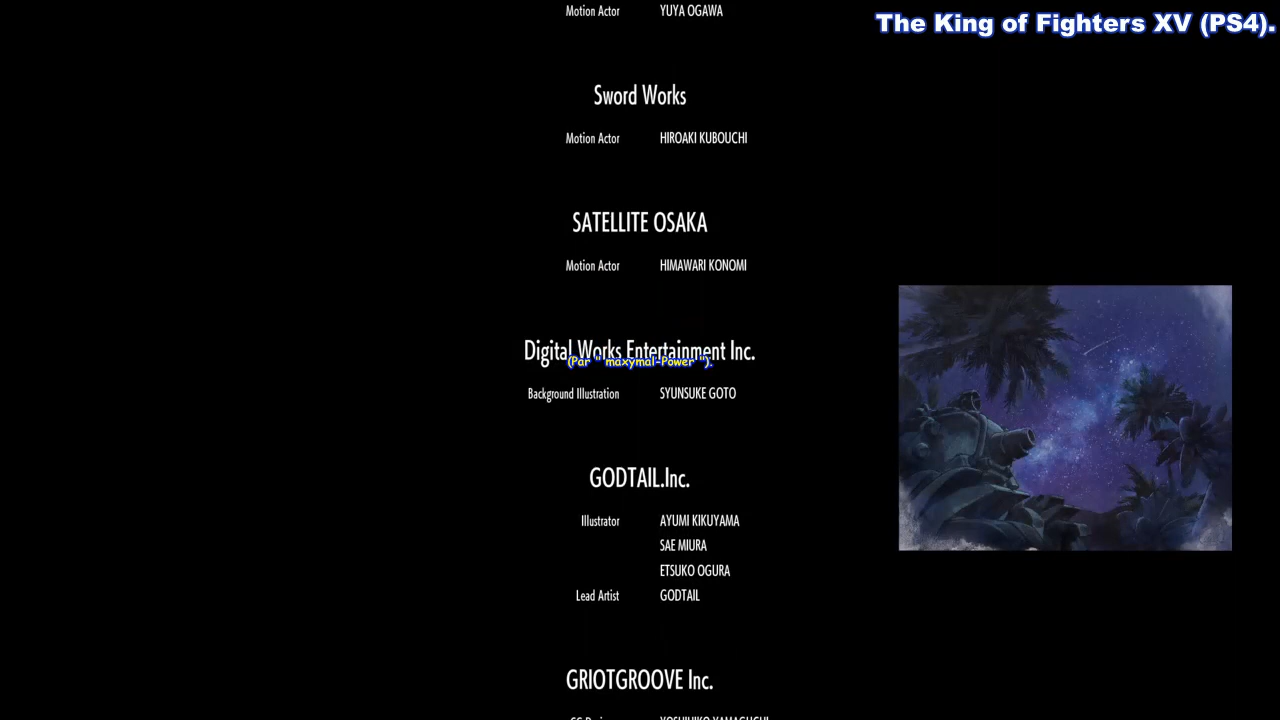 Motion Actor YUYA OGAWA
The King of Fighters XV (PS4).
Sword Works
Motion Actor HIROAKI KUBOUCHI
SATELLITE OSAKA
Motion Actor HIMAWARI KONOMI
Digital Works Entertainment Inc.
(Par " maxymal-Power ").
Background Illustration SYUNSUKE GOTO
GODTAIL.Inc.
Illustrator AYUMI KIKUYAMA
SAE MIURA
ETSUKO OGURA
Lead Artist GODTAIL
GRIOTGROOVE Inc.